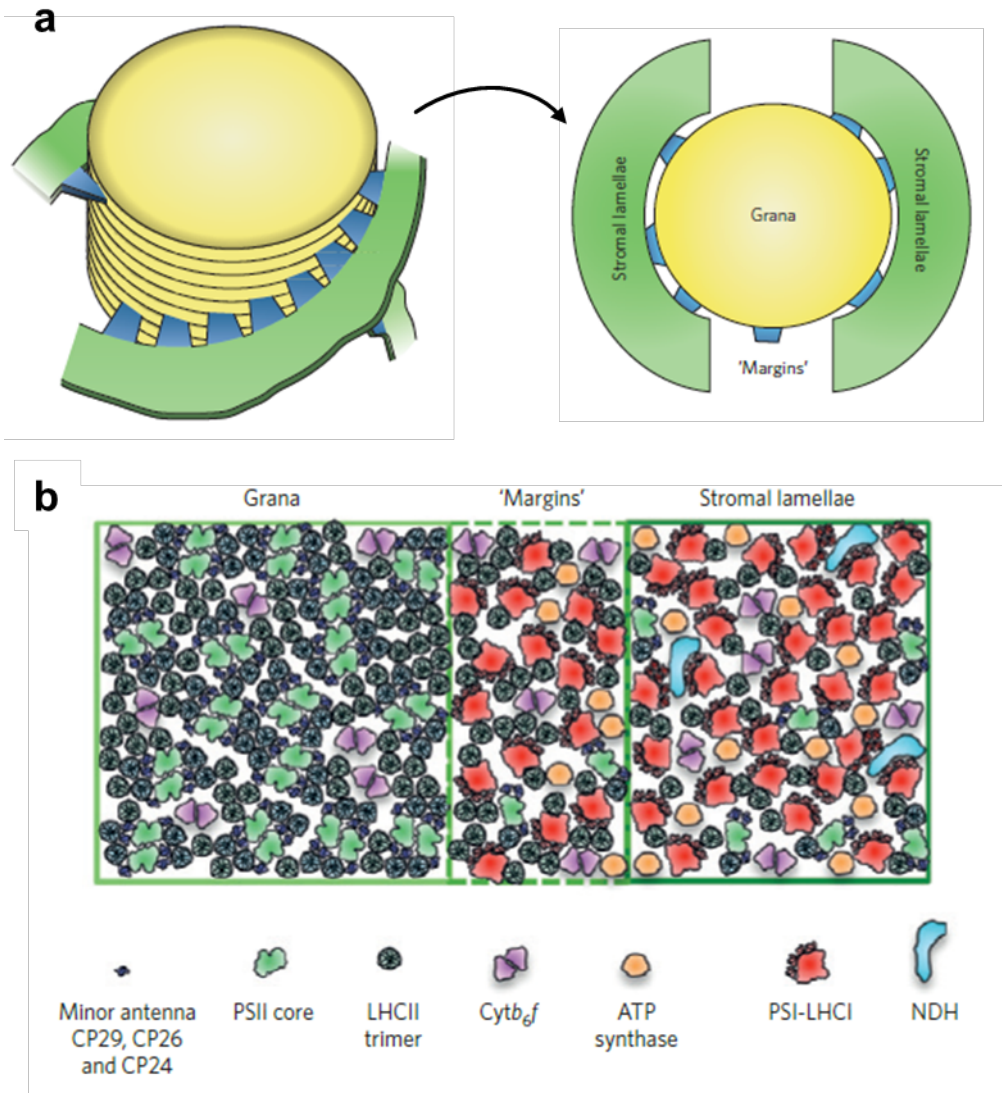 a
Stromal lamellae
Grana
Stromal lamellae
'Margins'
b
Grana
'Margins'
Stromal lamellae
Minor antenna
CP29, CP26
and CP24
PSII core
LHCII
trimer
Cytb₆f
ATP
synthase
PSI-LHCI
NDH